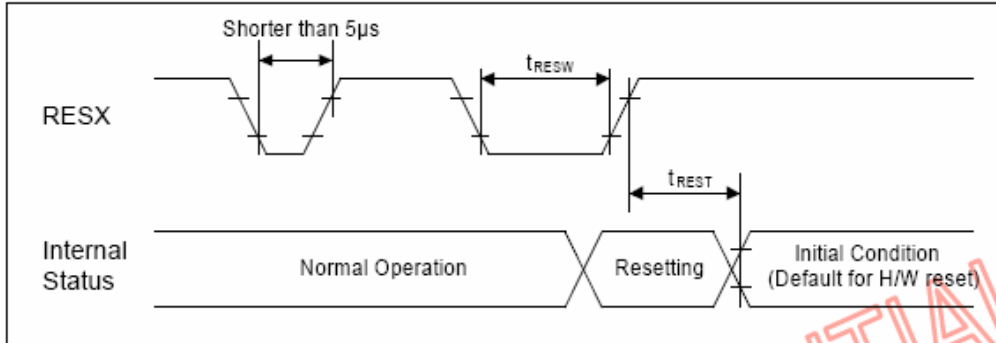 Shorter than 5µs
tRESW
RESX
tREST
Internal
Status
Normal Operation
Resetting
Initial Condition
(Default for H/W reset)